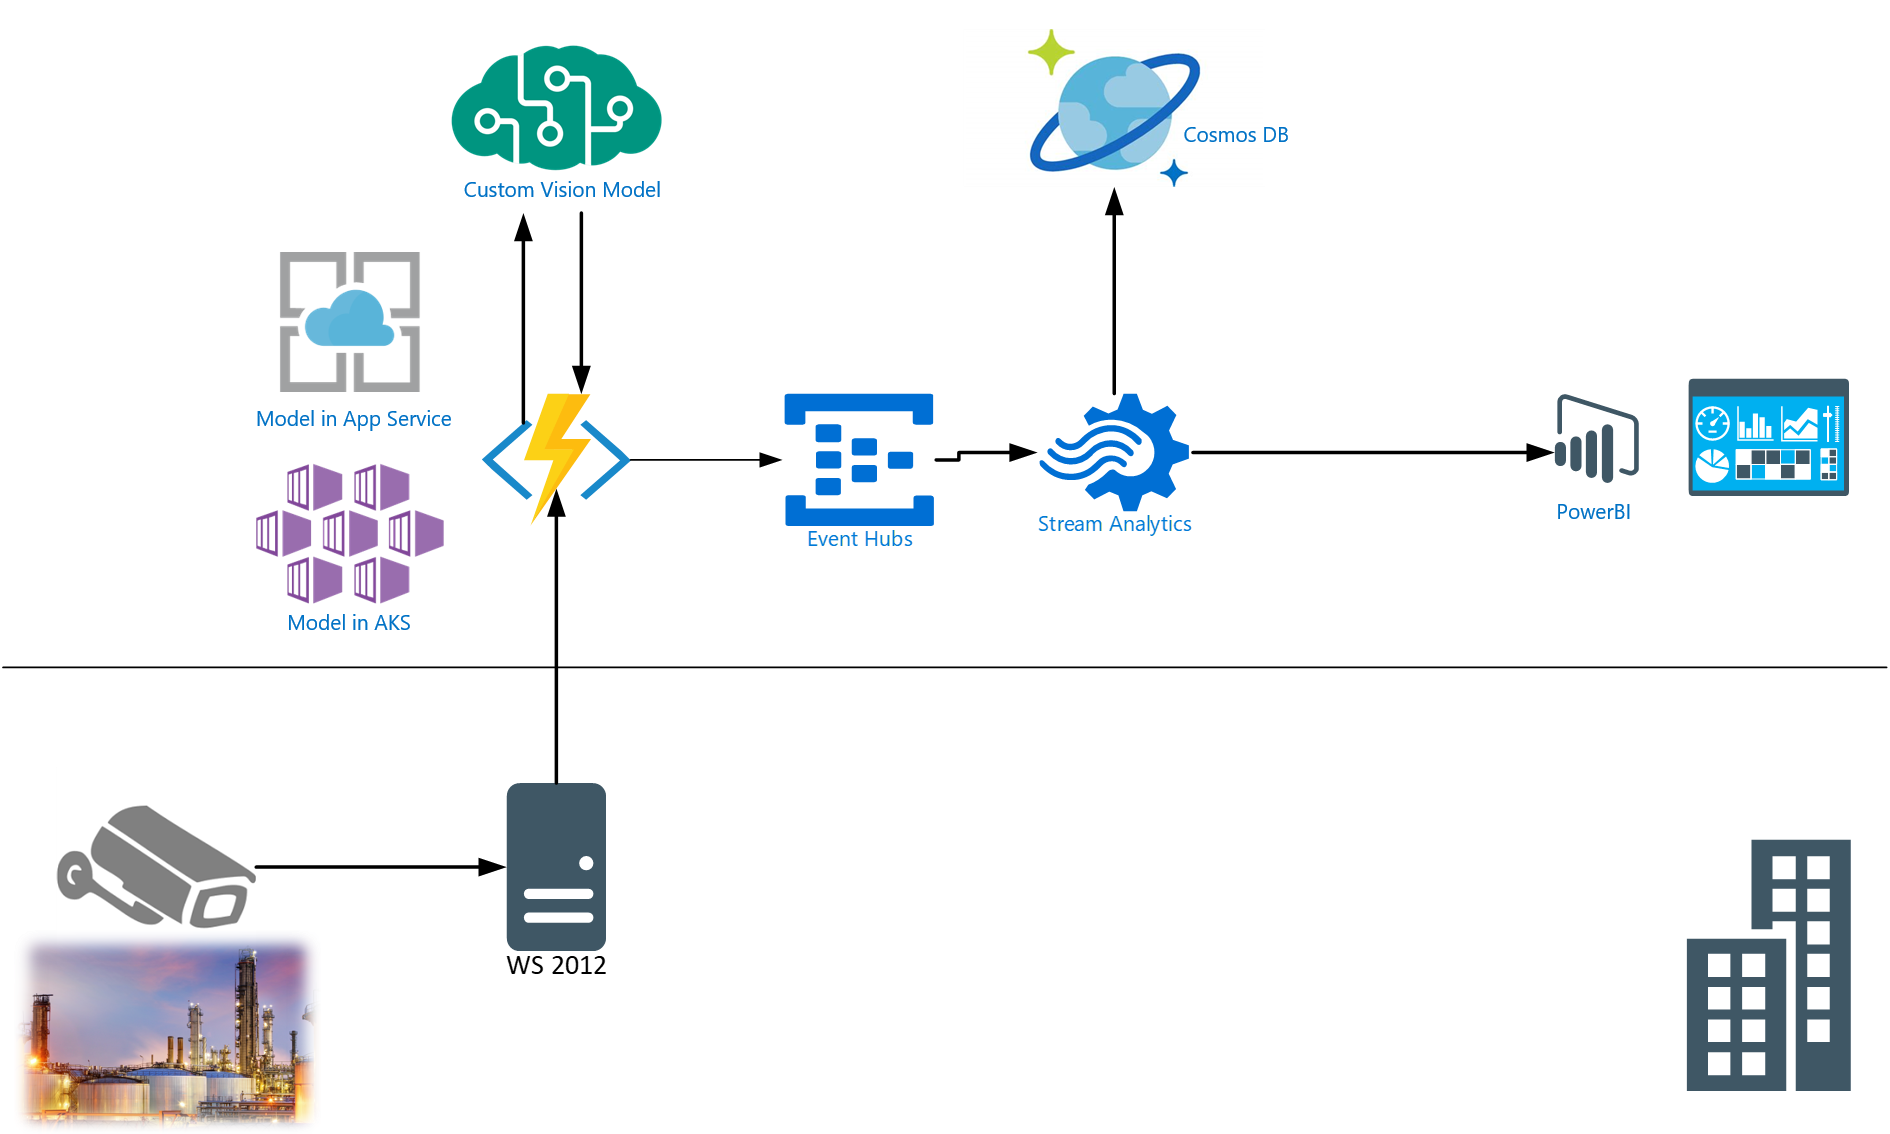 Custom Vision Model
Cosmos DB
Model in App Service
Model in AKS
Event Hubs
Stream Analytics
PowerBI
WS 2012